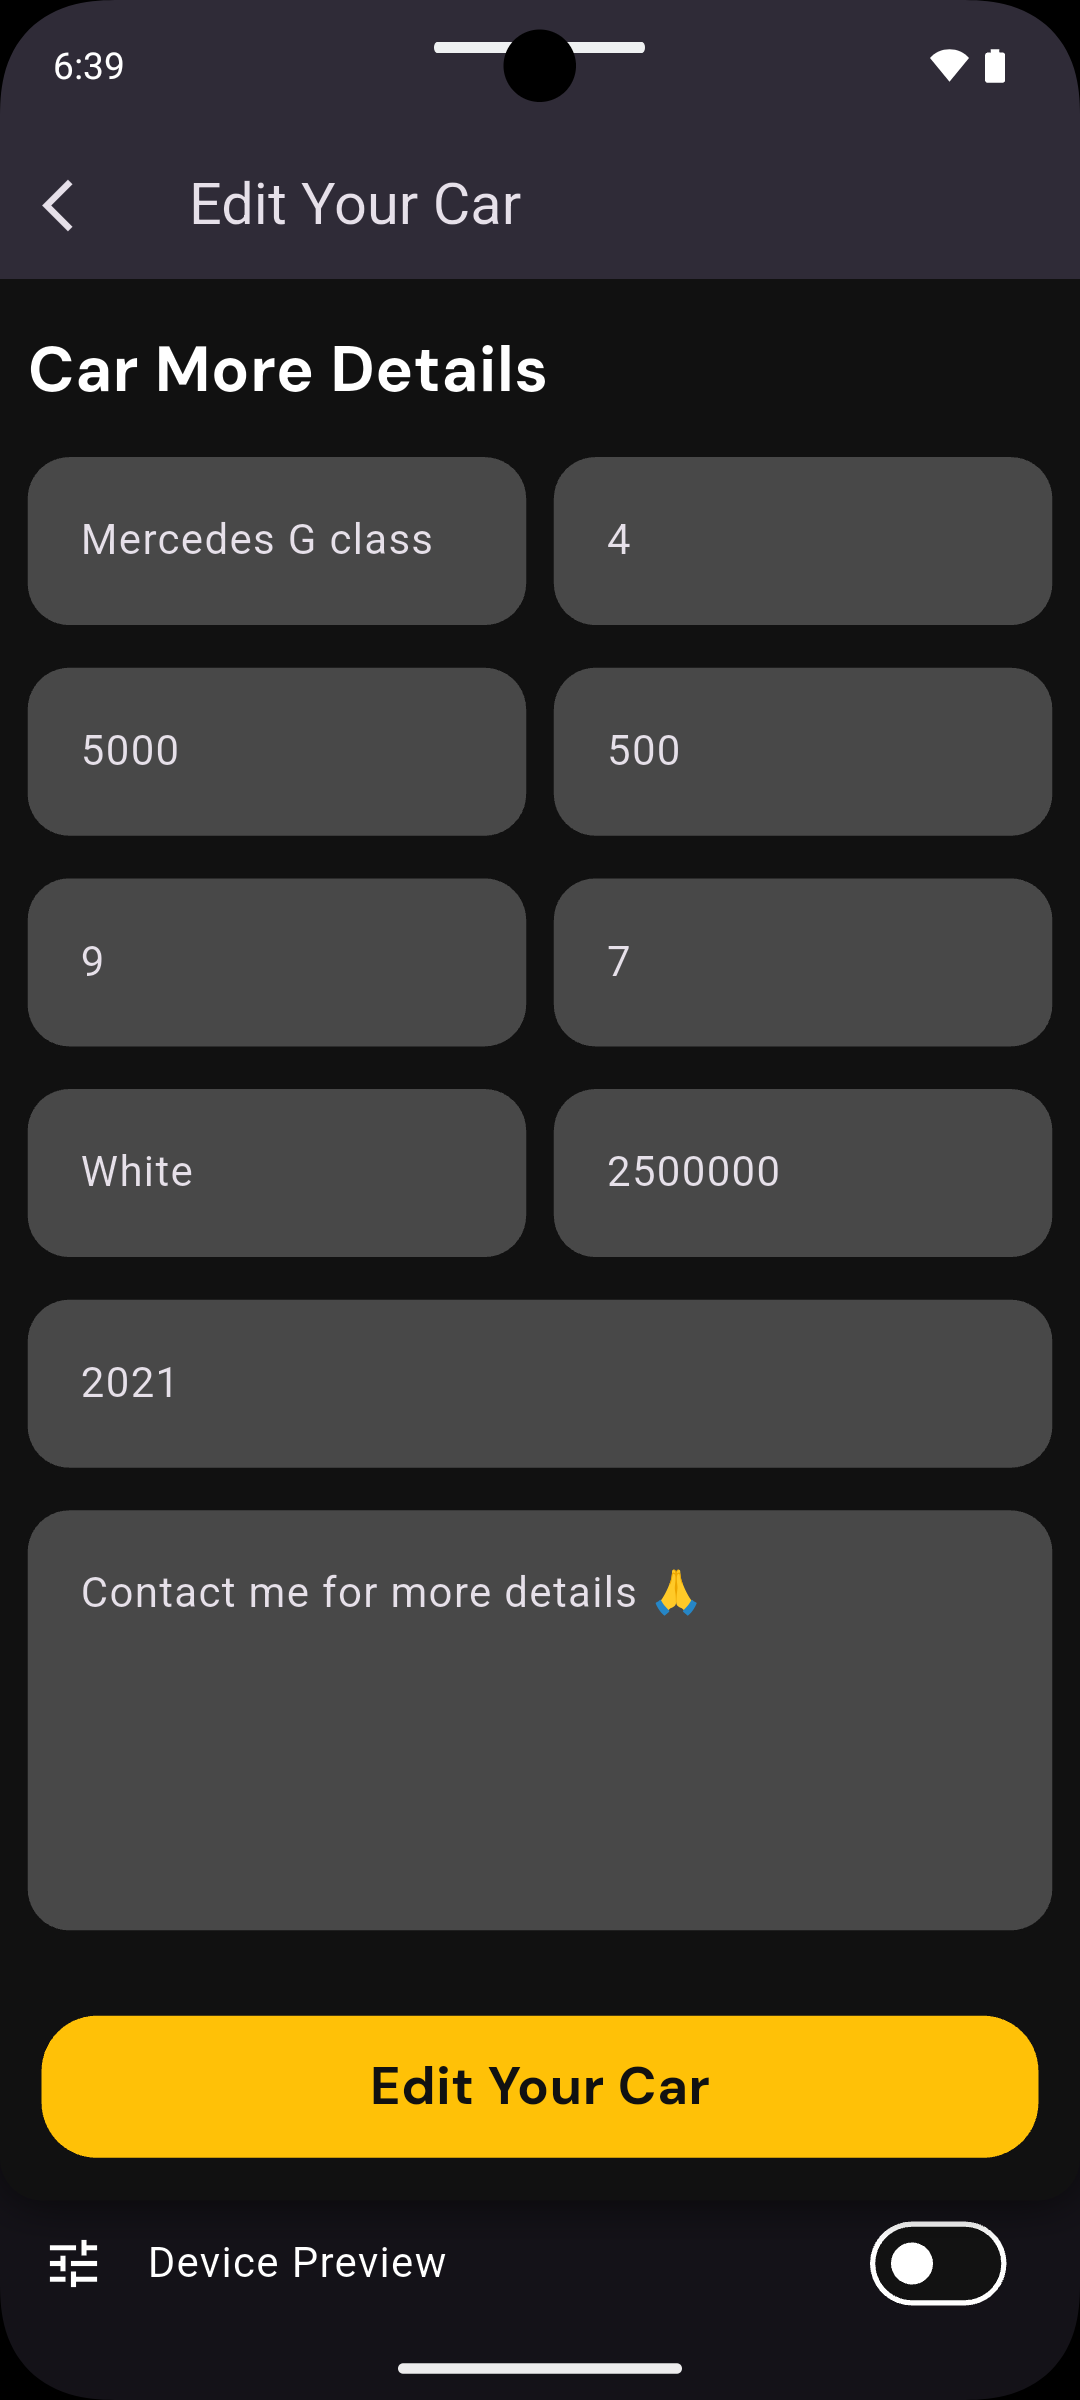 6:39
Edit Your Car
Car More Details
Mercedes G class
4
5000
500
9
7
White
2500000
2021
Contact me for more details 🙏
Edit Your Car
Device Preview